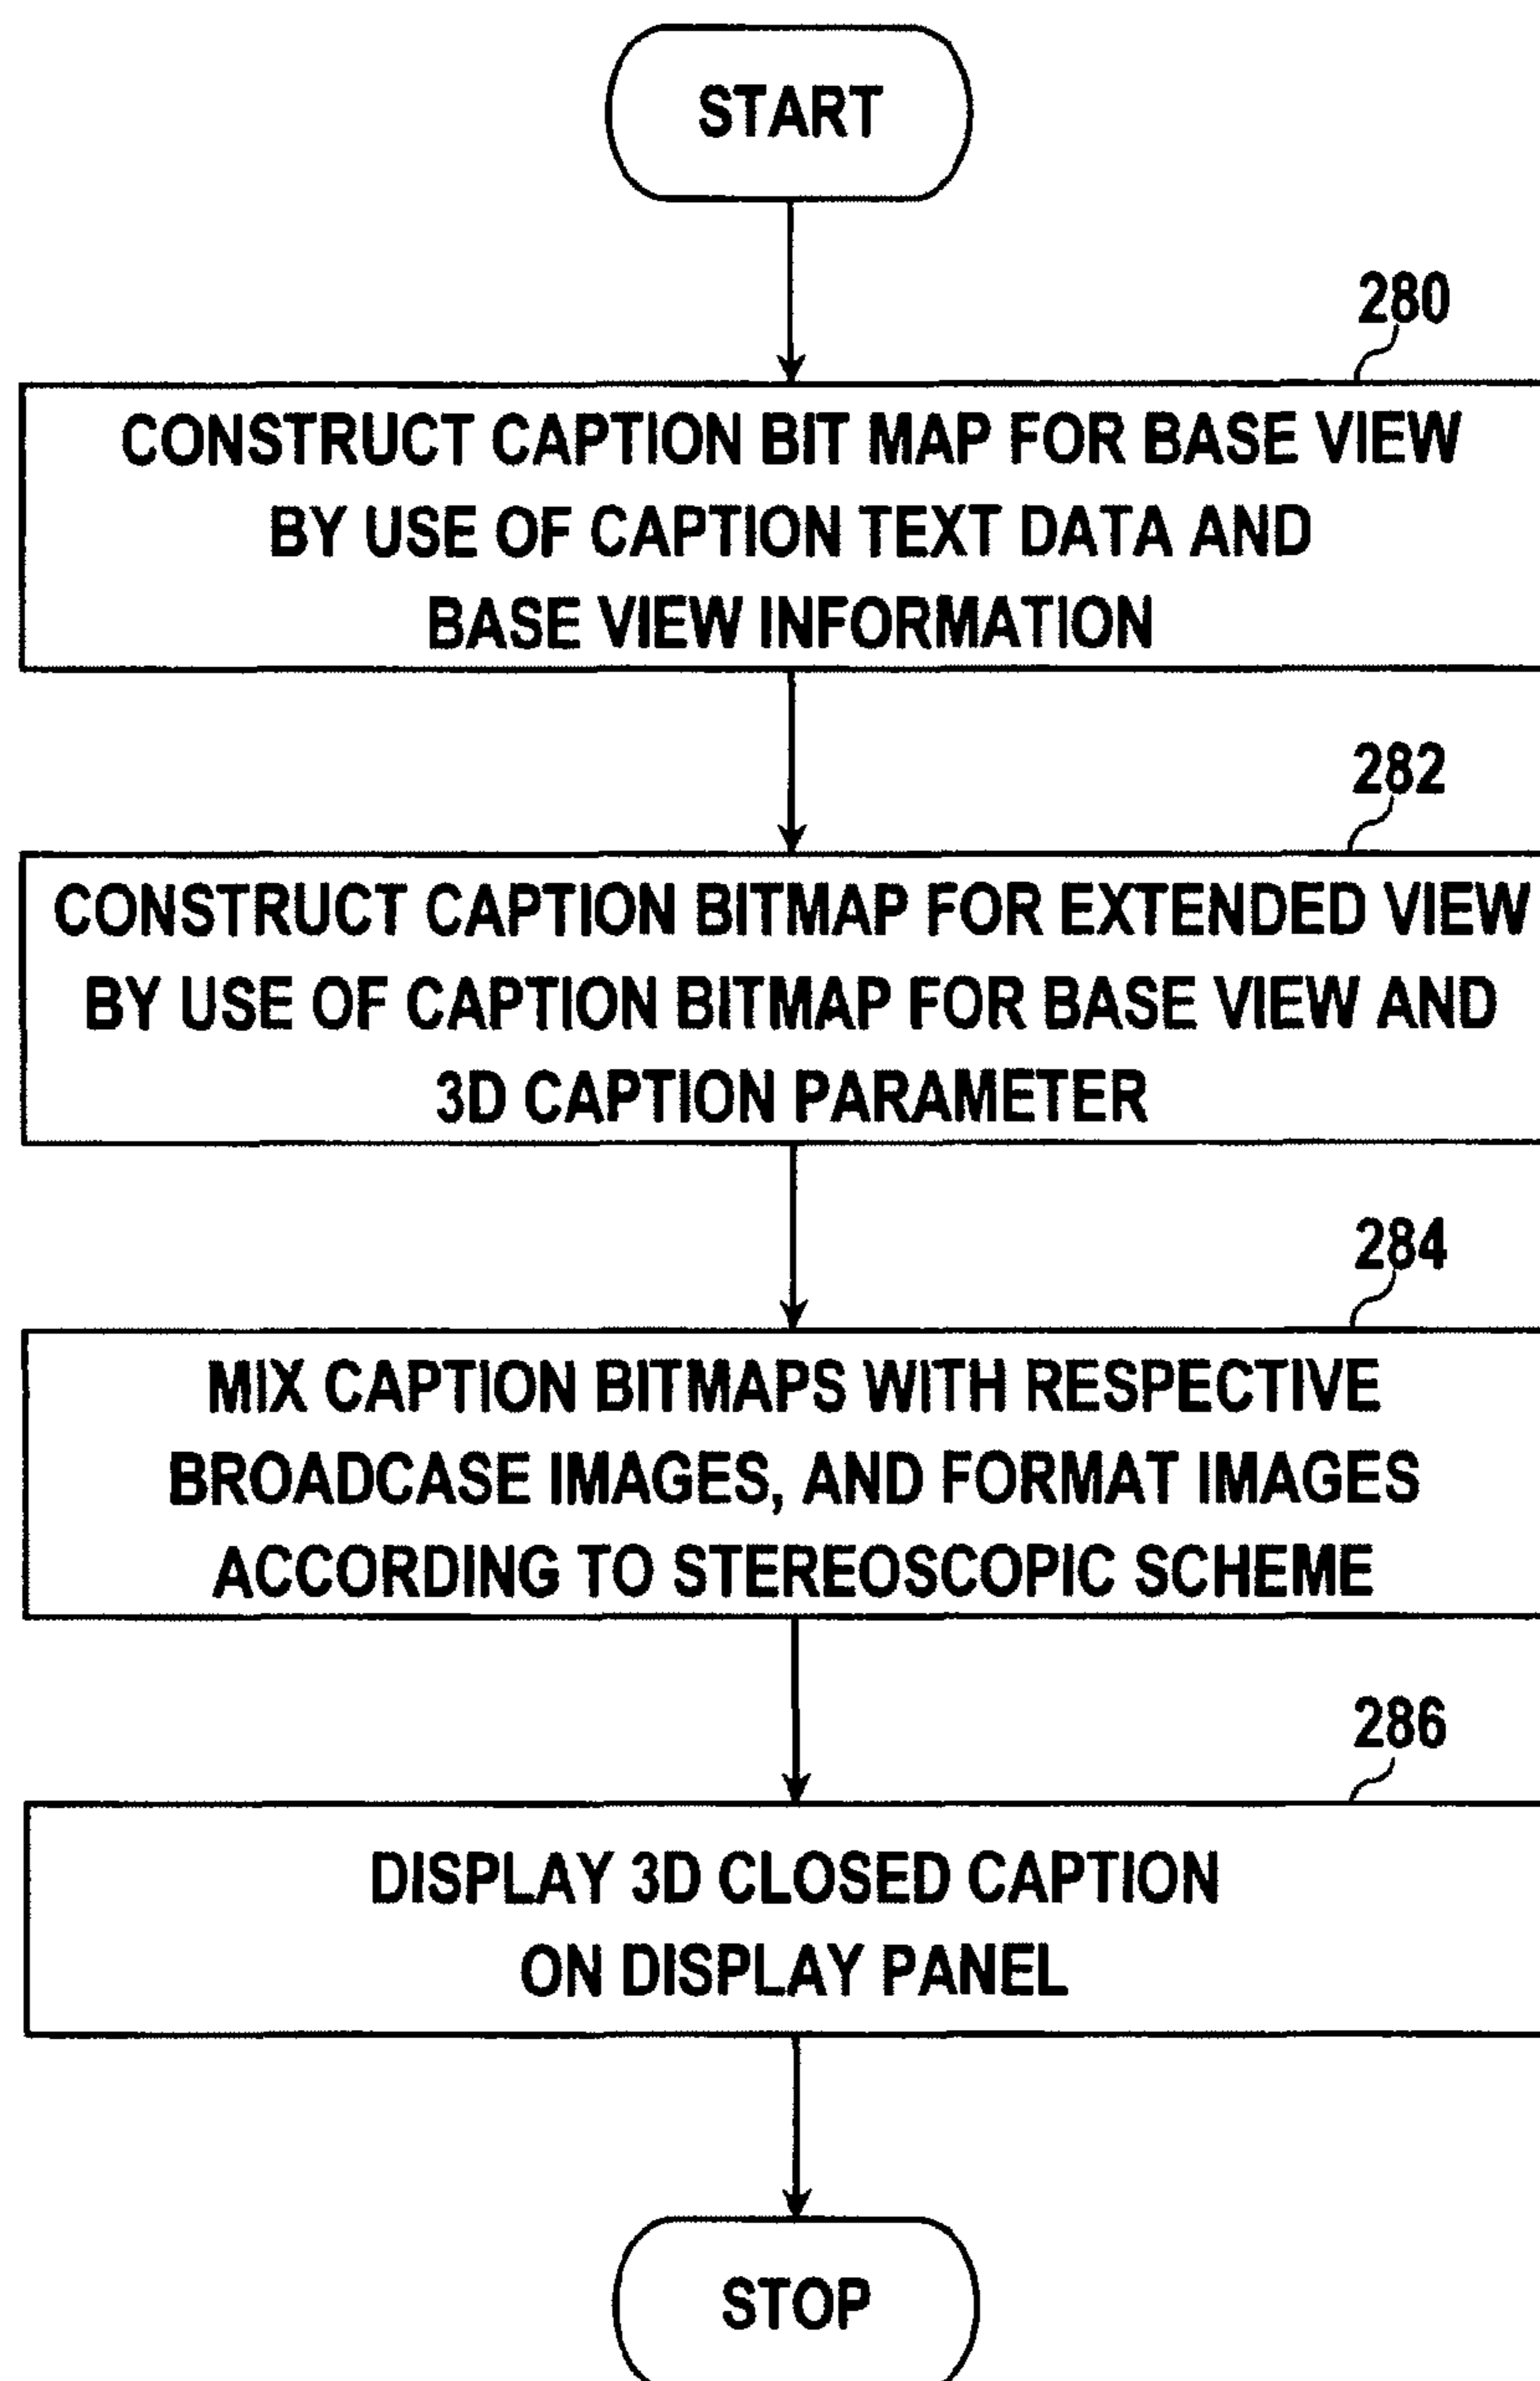 START
280
CONSTRUCT CAPTION BIT MAP FOR BASE VIEW
BY USE OF CAPTION TEXT DATA AND
BASE VIEW INFORMATION
282
CONSTRUCT CAPTION BITMAP FOR EXTENDED VIEW
BY USE OF CAPTION BITMAP FOR BASE VIEW AND
3D CAPTION PARAMETER
284
MIX CAPTION BITMAPS WITH RESPECTIVE
BROADCASE IMAGES, AND FORMAT IMAGES
ACCORDING TO STEREOSCOPIC SCHEME
286
DISPLAY 3D CLOSED CAPTION
ON DISPLAY PANEL
STOP